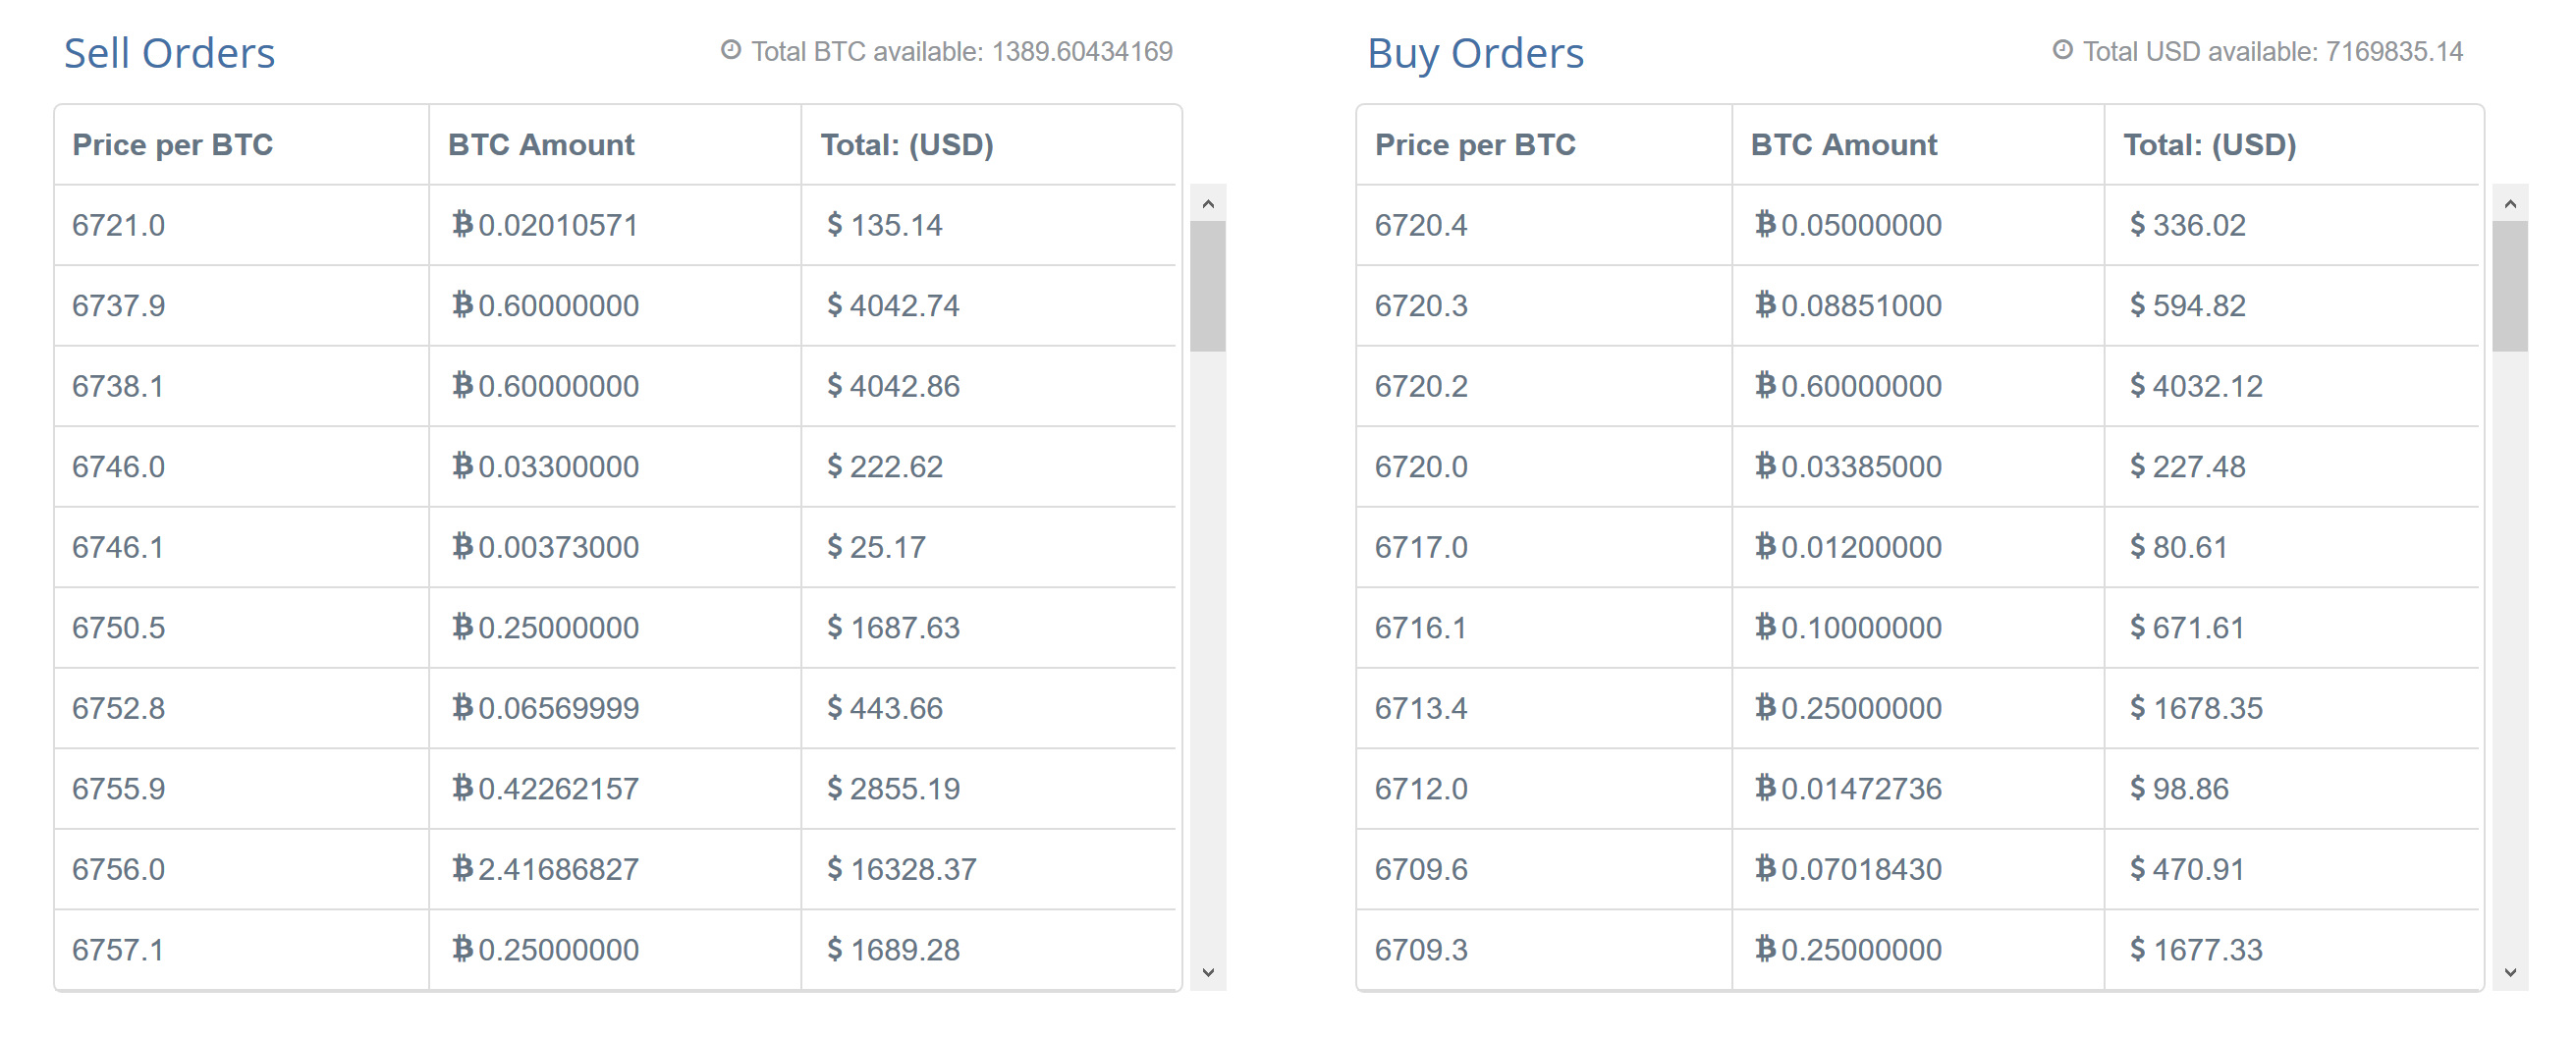 Sell Orders Total BTC available: 1389.60434169
Price per BTC BTC Amount Total: (USD)
6721.0 ₿0.02010571 $ 135.14
6737.9 ₿0.60000000 $ 4042.74
6738.1 ₿0.60000000 $ 4042.86
6746.0 ₿0.03300000 $ 222.62
6746.1 ₿0.00373000 $ 25.17
6750.5 ₿0.25000000 $ 1687.63
6752.8 ₿0.06569999 $ 443.66
6755.9 ₿0.42262157 $ 2855.19
6756.0 ₿2.41686827 $ 16328.37
6757.1 ₿0.25000000 $ 1689.28
Buy Orders Total USD available: 7169835.14
Price per BTC BTC Amount Total: (USD)
6720.4 ₿0.05000000 $ 336.02
6720.3 ₿0.08851000 $ 594.82
6720.2 ₿0.60000000 $ 4032.12
6720.0 ₿0.03385000 $ 227.48
6717.0 ₿0.01200000 $ 80.61
6716.1 ₿0.10000000 $ 671.61
6713.4 ₿0.25000000 $ 1678.35
6712.0 ₿0.01472736 $ 98.86
6709.6 ₿0.07018430 $ 470.91
6709.3 ₿0.25000000 $ 1677.33